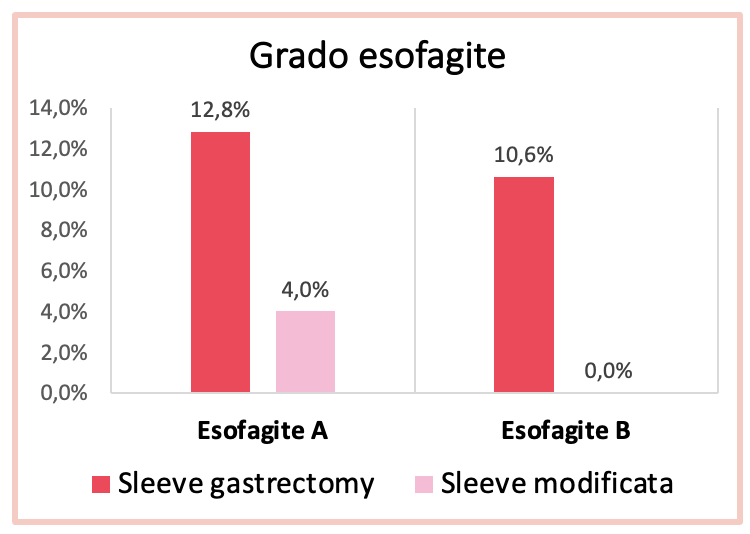 Grado esofagite
14,0%
12,0%
10,0%
8,0%
6,0%
4,0%
2,0%
0,0%
12,8%
4,0%
10,6%
0,0%
Esofagite A
Esofagite B
Sleeve gastrectomy
Sleeve modificata